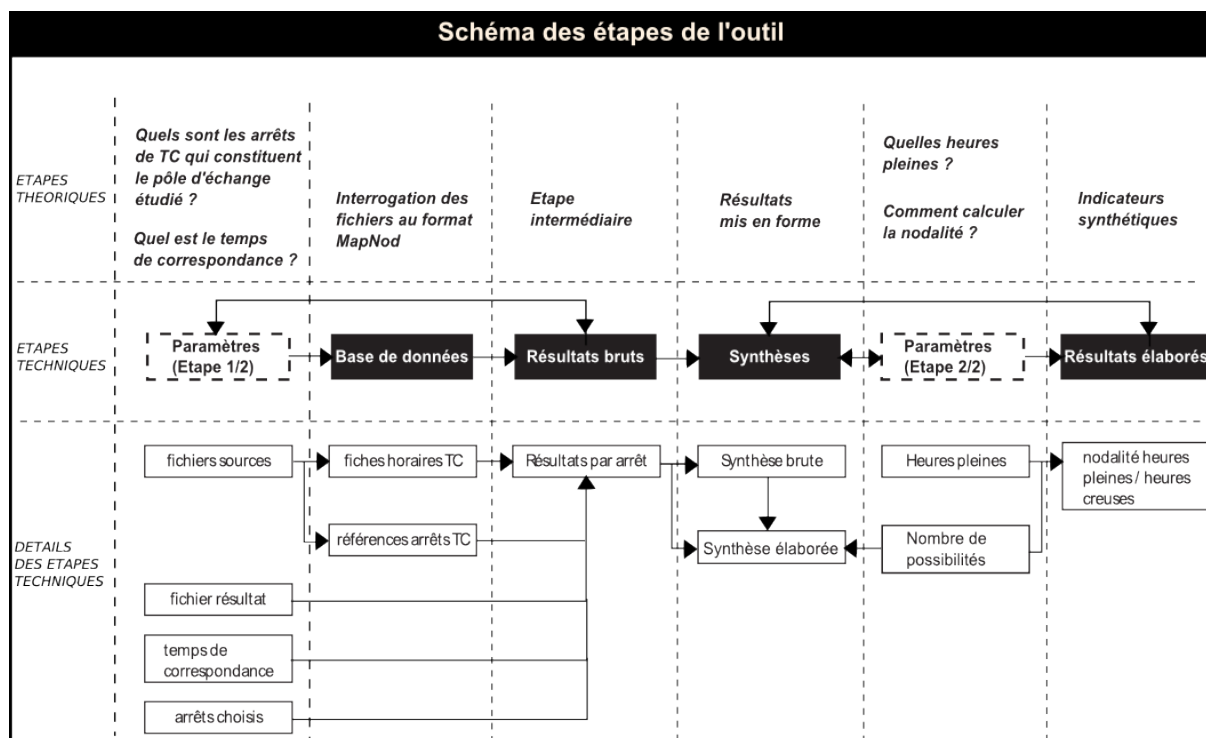 Schéma des étapes de l'outil
ETAPES
THEORIQUES
Quels sont les arrêts
de TC qui constituent
le pôle d'échange
étudié ?
Quel est le temps
de correspondance ?
Interrogation des
fichiers au format
MapNod
Etape
intermédiaire
Résultats
mis en forme
Quelles heures
pleines ?
Comment calculer
la nodalité ?
Indicateurs
synthétiques
ETAPES
TECHNIQUES
Paramètres
(Etape 1/2)
Base de données
Résultats bruts
Synthèses
Paramètres
(Etape 2/2)
Résultats élaborés
DETAILS
DES ETAPES
TECHNIQUES
fichiers sources
fiches horaires TC
Résultats par arrêt
Synthèse brute
Heures pleines
nodalité heures
pleines / heures
creuses
références arrêts TC
Synthèse élaborée
Nombre de
possibilités
fichier résultat
temps de
correspondance
arrêts choisis